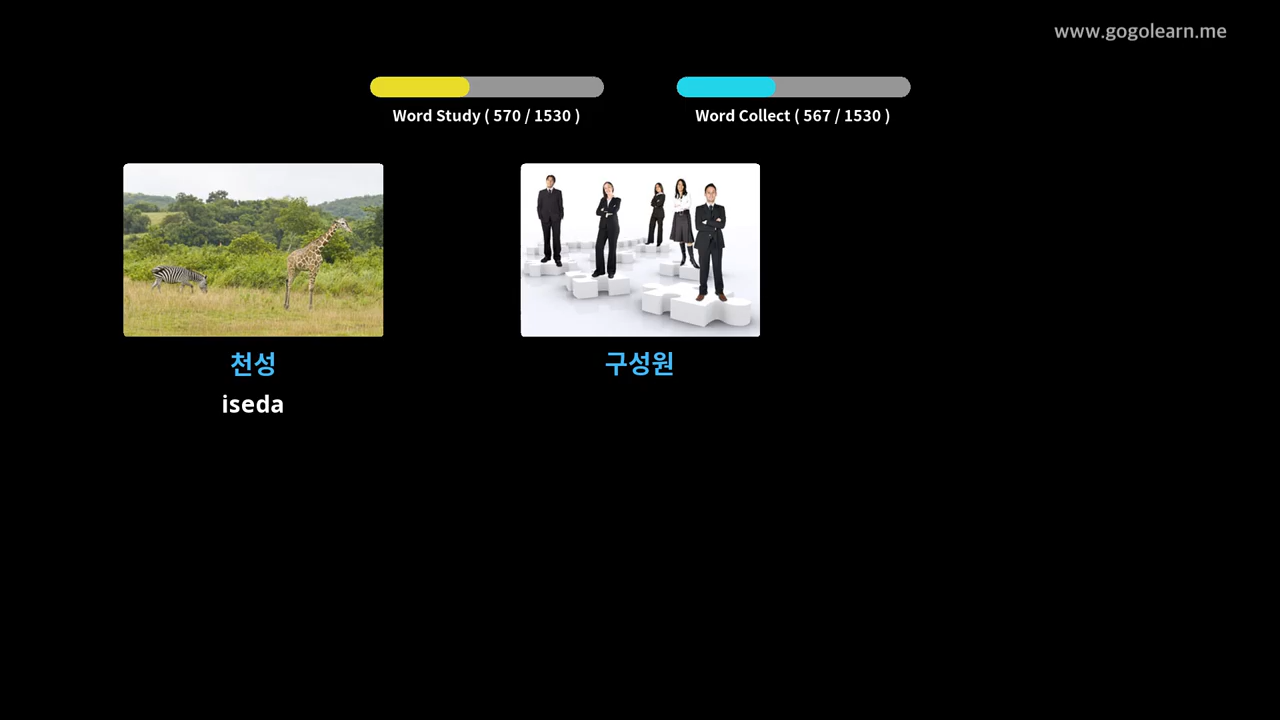 www.gogolearn.me
Word Study ( 570 / 1530 )
Word Collect ( 567 / 1530 )
천성
구성원
iseda